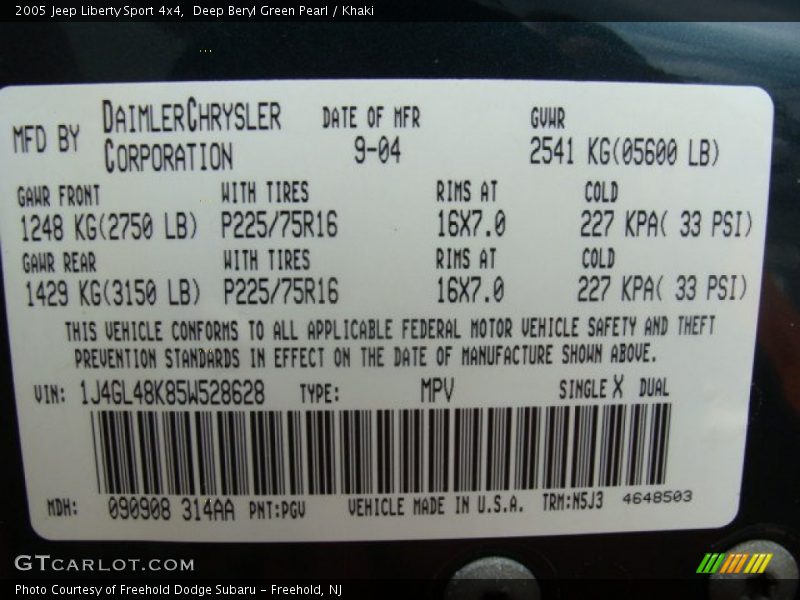 2005 Jeep Liberty Sport 4x4, Deep Beryl Green Pearl / Khaki
MFD BY DAIMLERCHRYSLER CORPORATION DATE OF MFR 9-04 GVWR 2541 KG(05600 LB)
GAWR FRONT WITH TIRES RIMS AT COLD
1248 KG(2750 LB) P225/75R16 16X7.0 227 KPA( 33 PSI)
GAWR REAR WITH TIRES RIMS AT COLD
1429 KG(3150 LB) P225/75R16 16X7.0 227 KPA( 33 PSI)
THIS VEHICLE CONFORMS TO ALL APPLICABLE FEDERAL MOTOR VEHICLE SAFETY AND THEFT
PREVENTION STANDARDS IN EFFECT ON THE DATE OF MANUFACTURE SHOWN ABOVE.
VIN: 1J4GL48K85W528628 TYPE: MPV SINGLE X DUAL
MDH: 090908 314AA PNT:PGV VEHICLE MADE IN U.S.A. TRM:N5J3 4648503
GTCARLOT.COM
Photo Courtesy of Freehold Dodge Subaru - Freehold, NJ